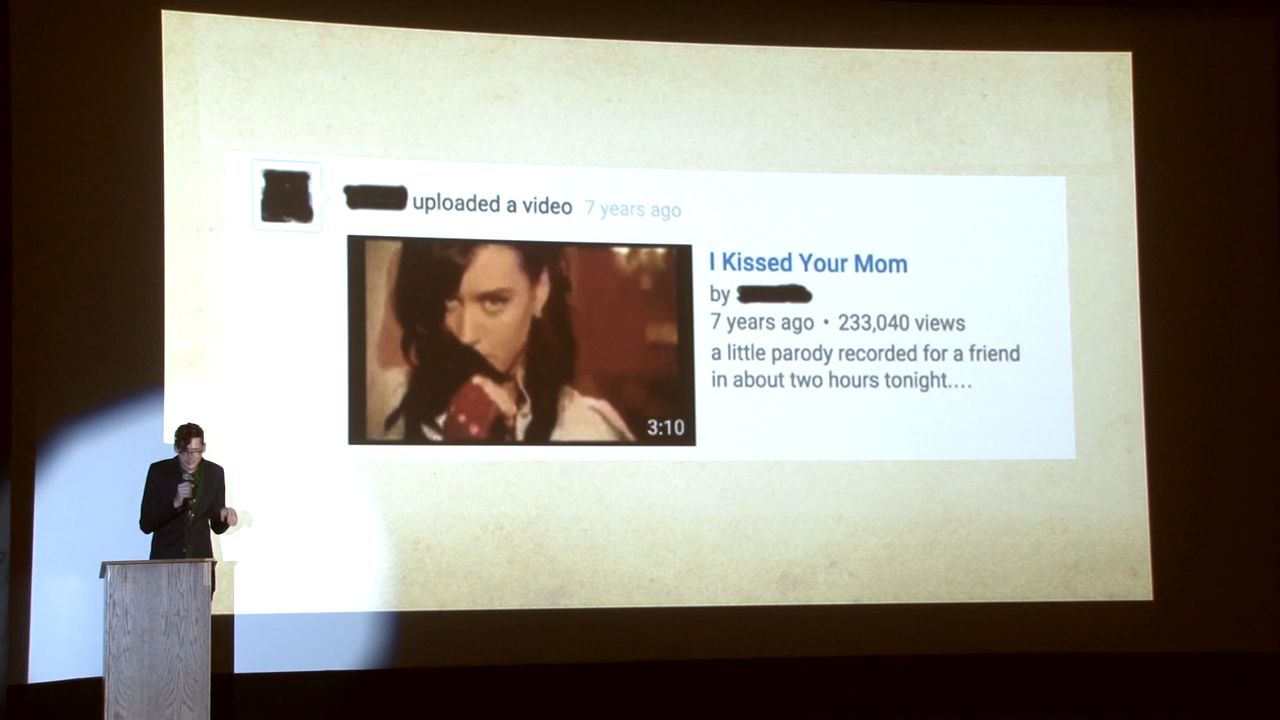 uploaded a video 7 years ago
I Kissed Your Mom
by
7 years ago • 233,040 views
a little parody recorded for a friend
in about two hours tonight....
3:10